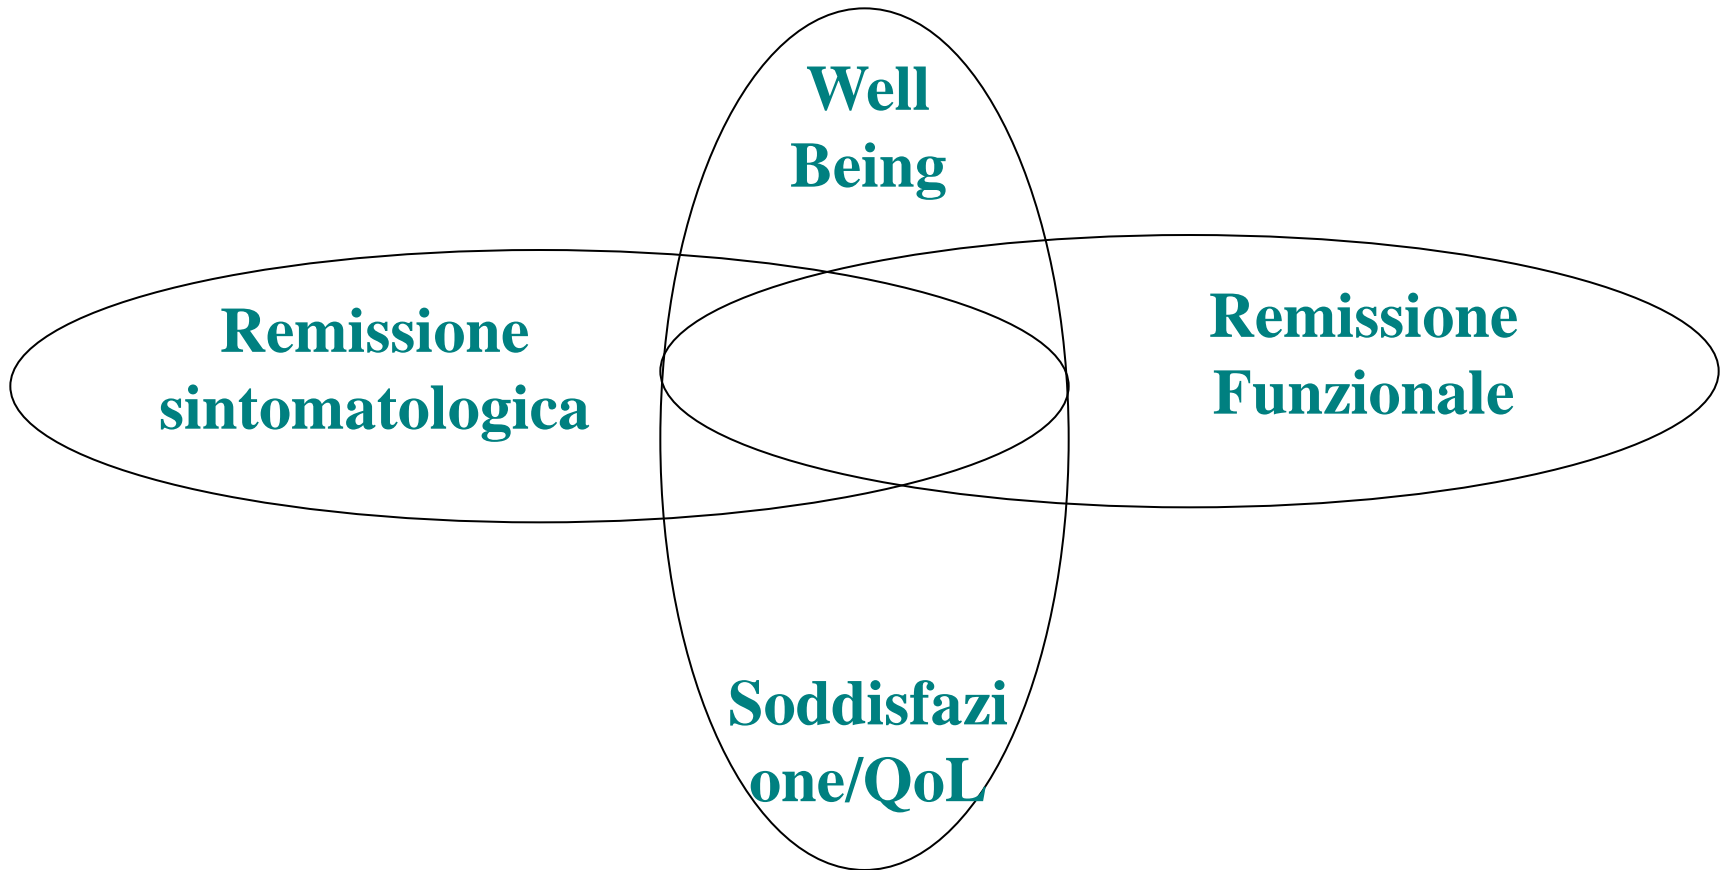 Well
Being
Remissione
sintomatologica
Remissione
Funzionale
Soddisfazi
one/QoL